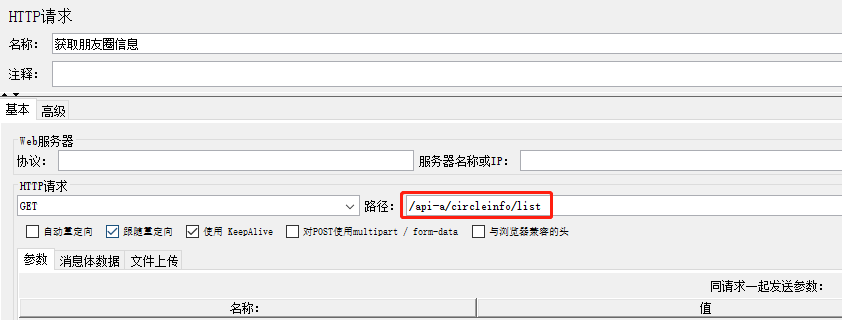 HTTP请求
名称： 获取朋友圈信息
注释：
基本 高级
Web服务器
协议： 服务器名称或IP：
HTTP请求
GET 路径： /api-a/circleinfo/list
自动重定向 跟随重定向 使用 KeepAlive 对POST使用multipart / form-data 与浏览器兼容的头
参数 消息体数据 文件上传
同请求一起发送参数：
名称： 值